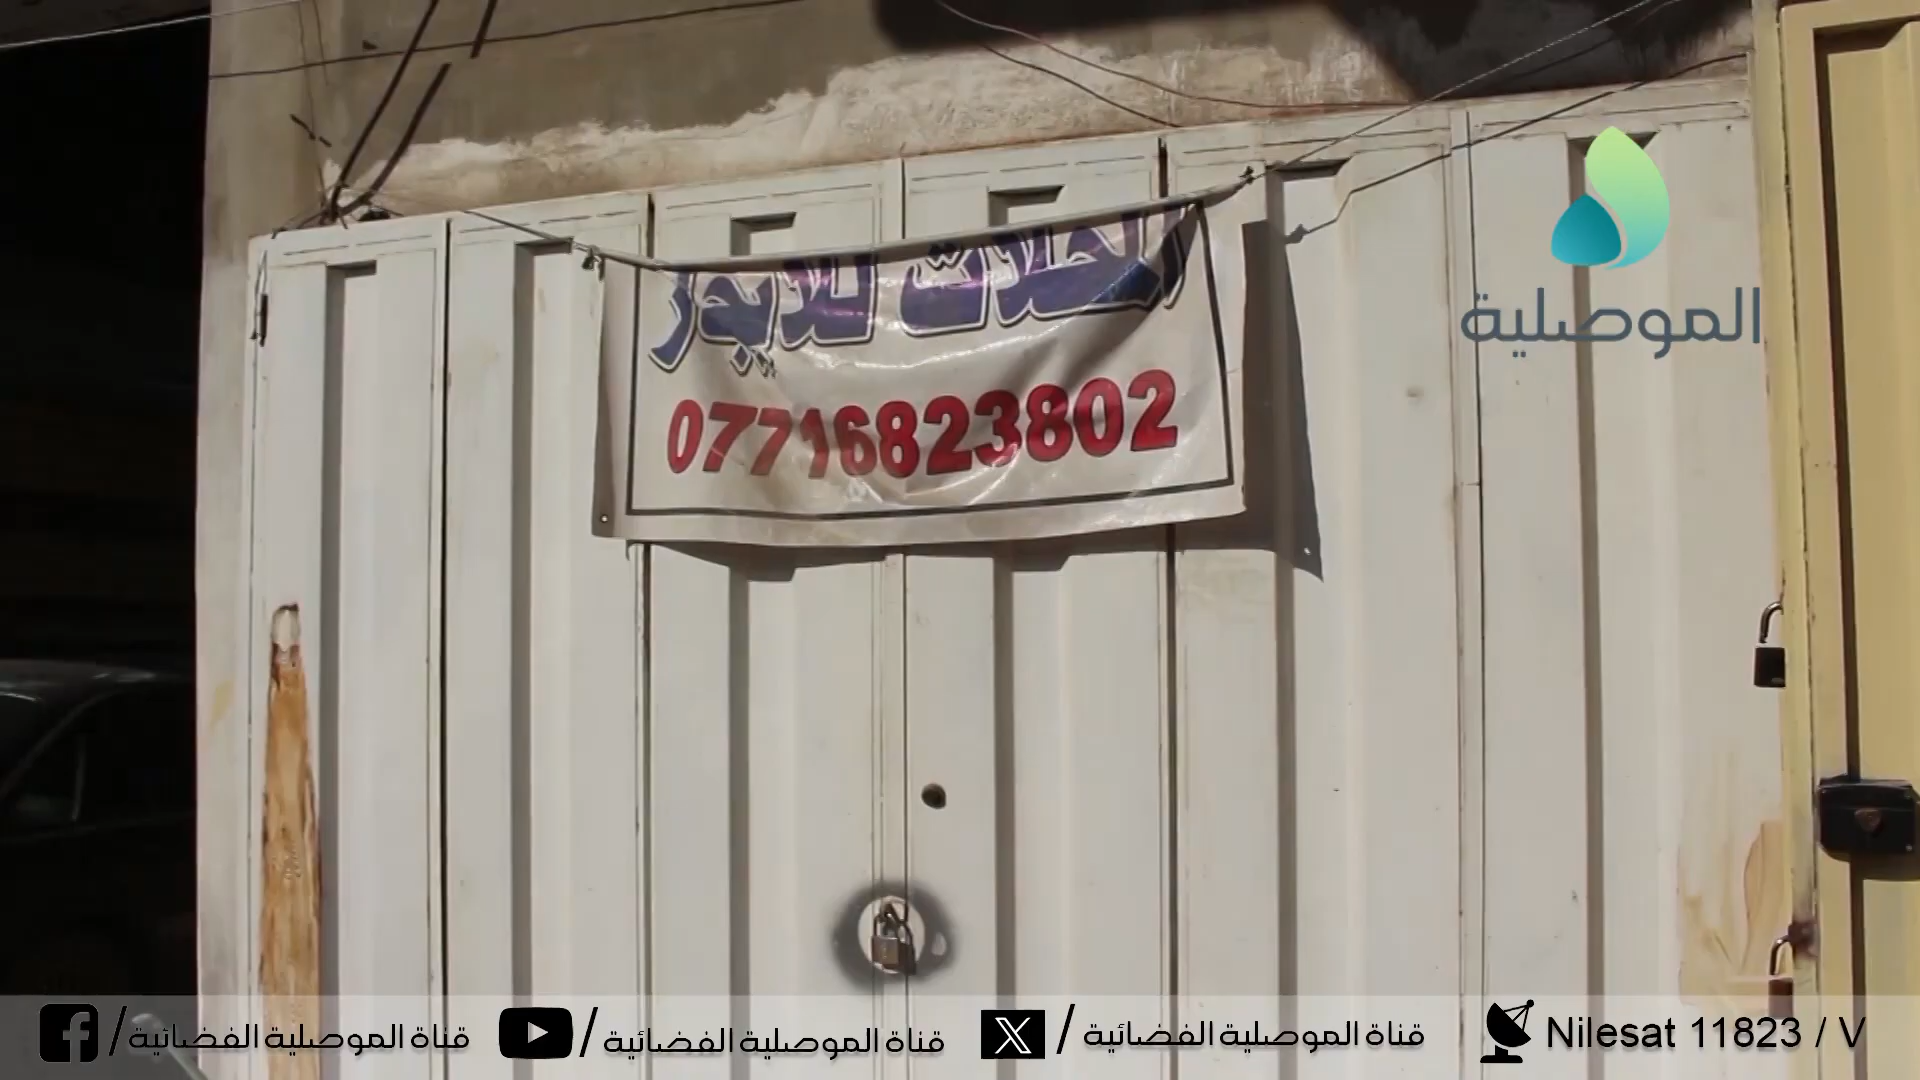 المحلات للايجار
07716823802
الموصلية
/قناة الموصلية الفضائية
/قناة الموصلية الفضائية
/قناة الموصلية الفضائية
Nilesat 11823 / V